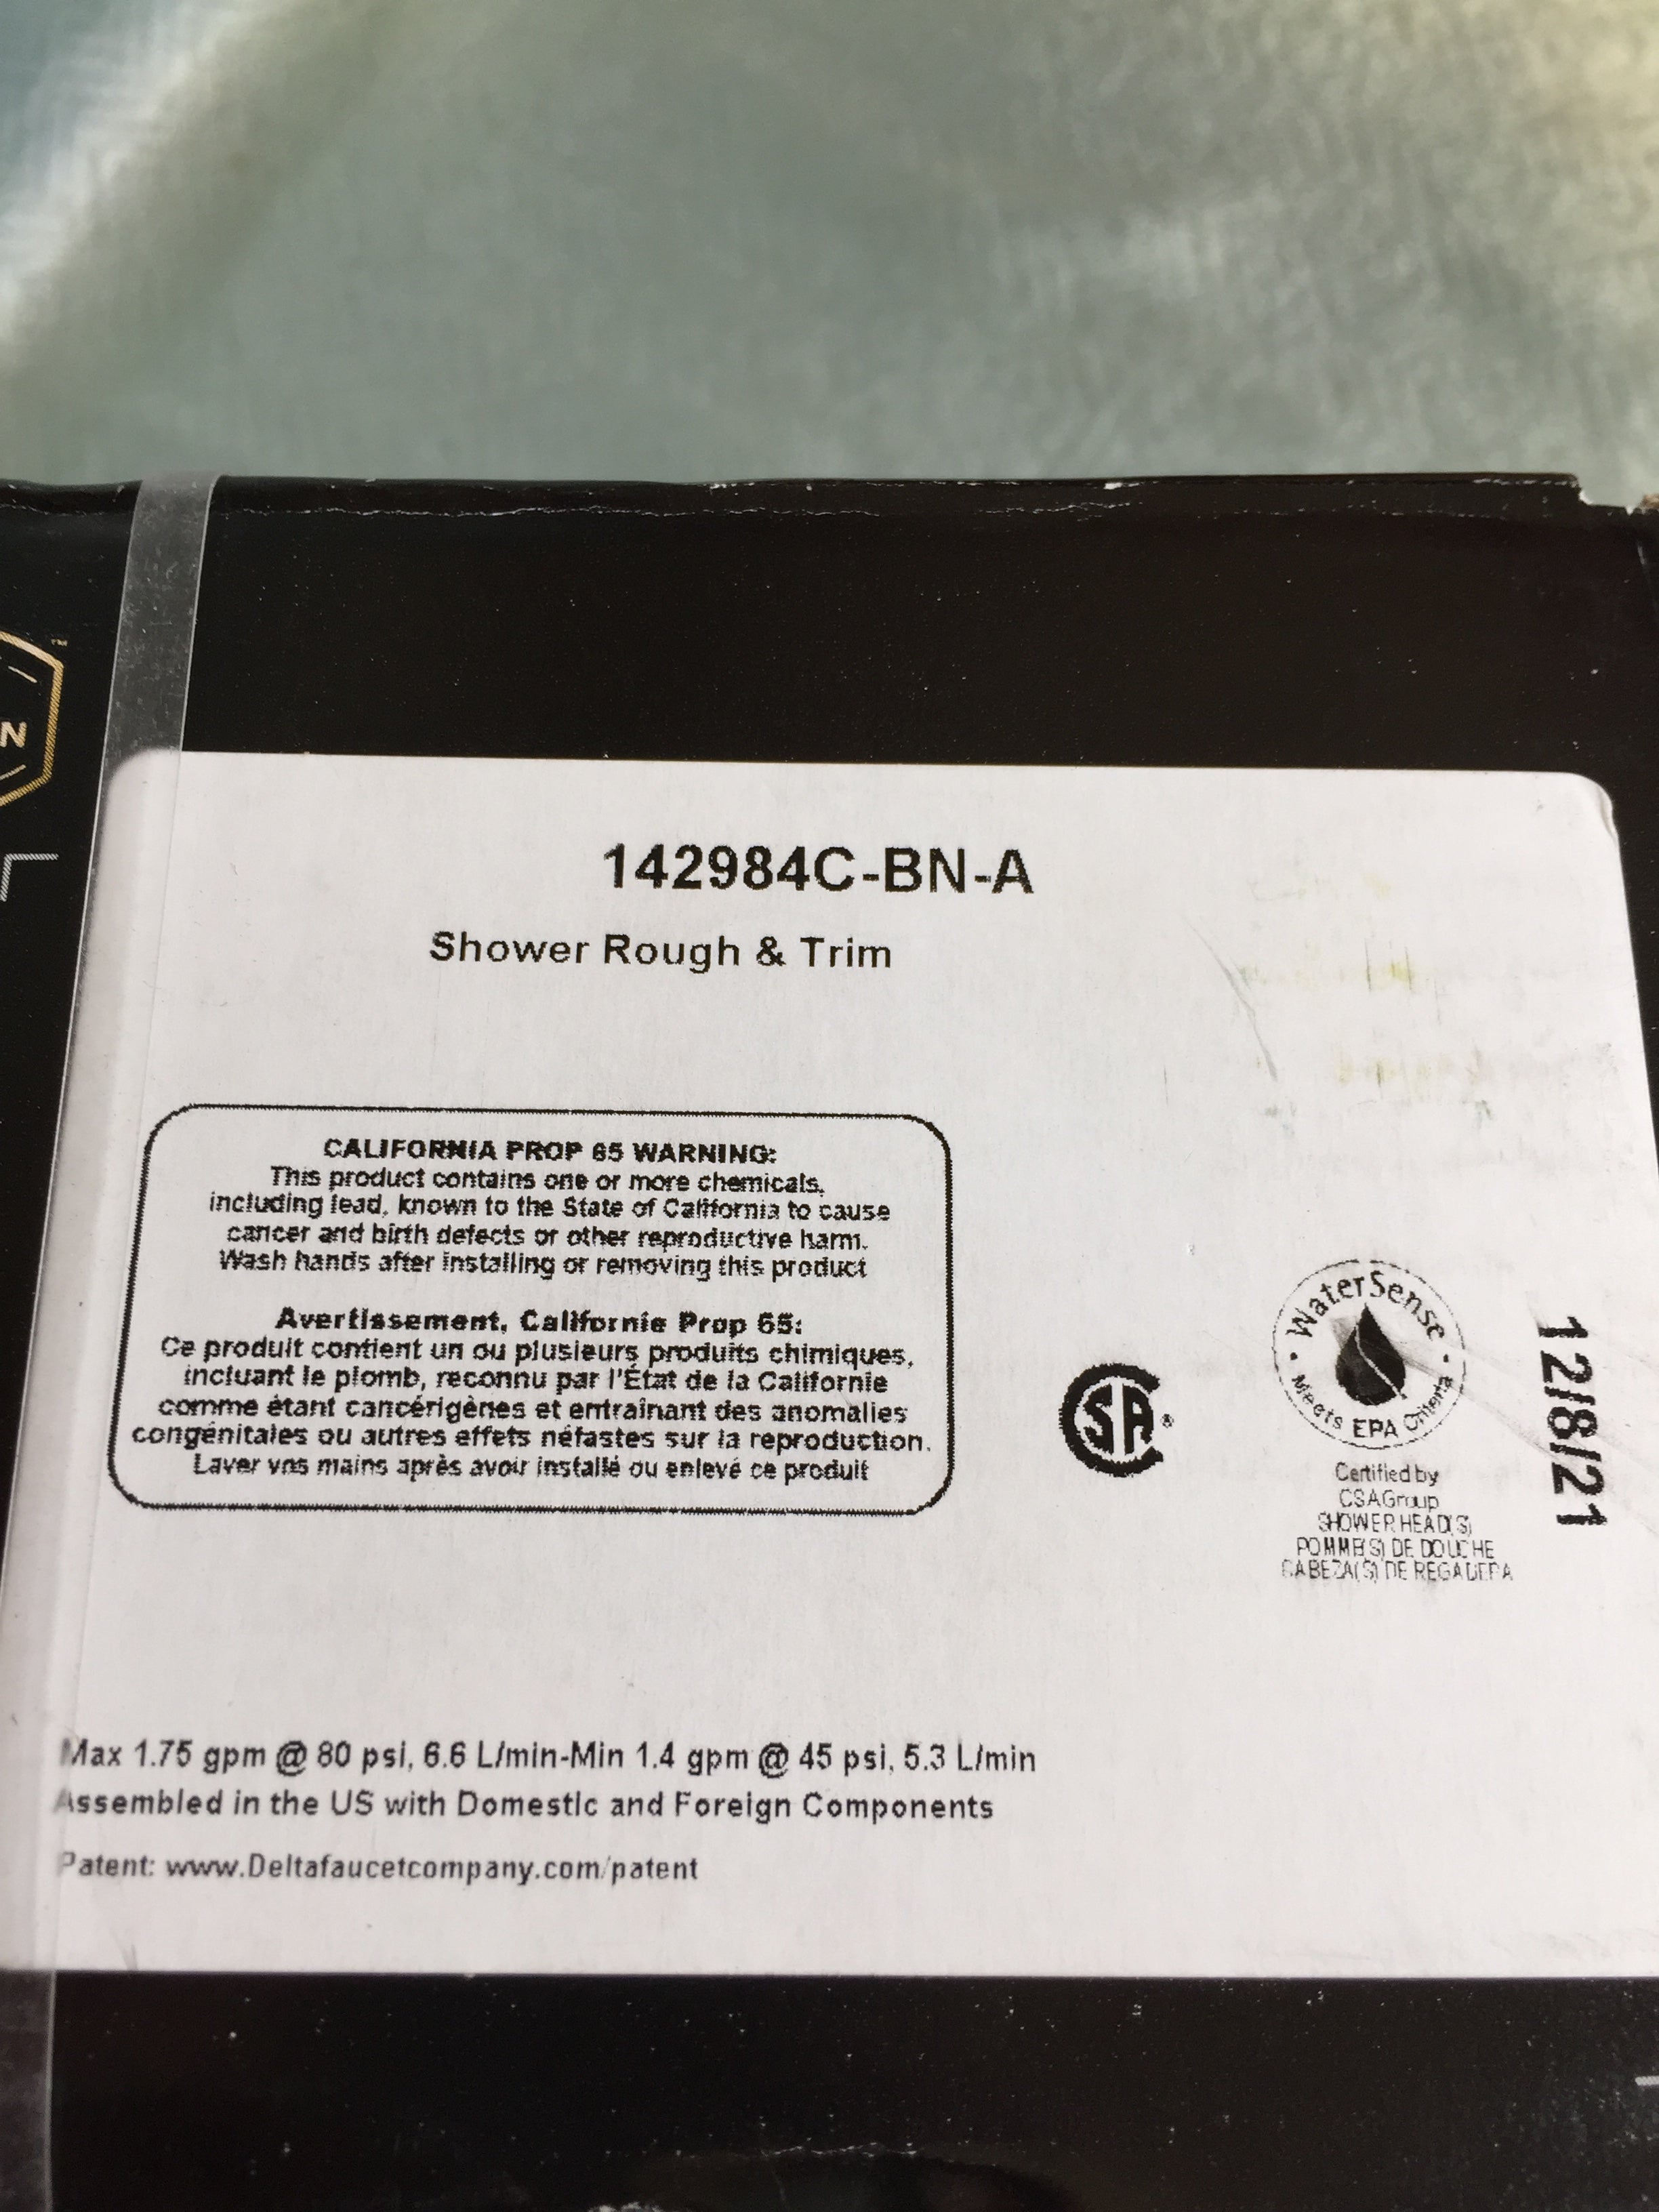 ™
N
142984C-BN-A
Shower Rough & Trim
CALIFORNIA PROP 65 WARNING:
This product contains one or more chemicals,
including lead, known to the State of California to cause
cancer and birth defects or other reproductive harm.
Wash hands after installing or removing this product
Avertissement, Californie Prop 65:
Ce produit contient un ou plusieurs produits chimiques,
incluant le plomb, reconnu par l'État de la Californie
comme étant cancérigènes et entraînant des anomalies
congénitales ou autres effets néfastes sur la reproduction.
Laver vos mains après avoir installé ou enlevé ce produit
CSA®
WaterSense
Meets EPA Criteria
Certified by
CSA Group
SHOWER HEAD(S)
POMME(S) DE DOUCHE
CABEZA(S) DE REGADERA
12/8/21
Max 1.75 gpm @ 80 psi, 6.6 L/min-Min 1.4 gpm @ 45 psi, 5.3 L/min
Assembled in the US with Domestic and Foreign Components
Patent: www.Deltafaucetcompany.com/patent